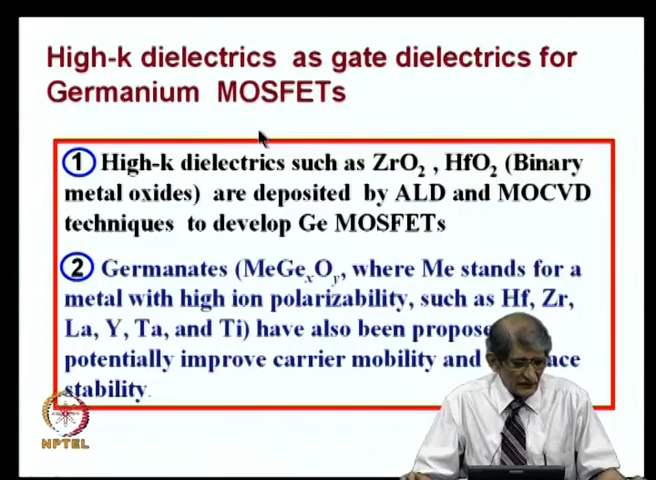 High-k dielectrics as gate dielectrics for
Germanium MOSFETs
1 High-k dielectrics such as ZrO₂ , HfO₂ (Binary
metal oxides) are deposited by ALD and MOCVD
techniques to develop Ge MOSFETs
2 Germanates (MeGeₓOᵧ, where Me stands for a
metal with high ion polarizability, such as Hf, Zr,
La, Y, Ta, and Ti) have also been
potentially improve carrier mobility and
stability.
NPTEL